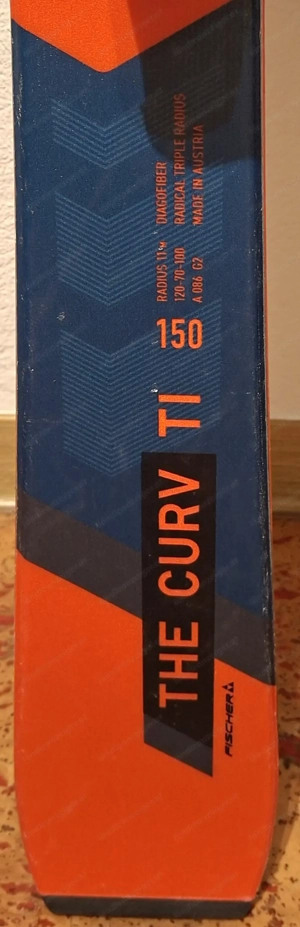 RADIUS 11m DIAGOFIBER
120-70-100 RADICAL TRIPLE RADIUS
A 086 G2 MADE IN AUSTRIA
150
THE CURV TI
FISCHER